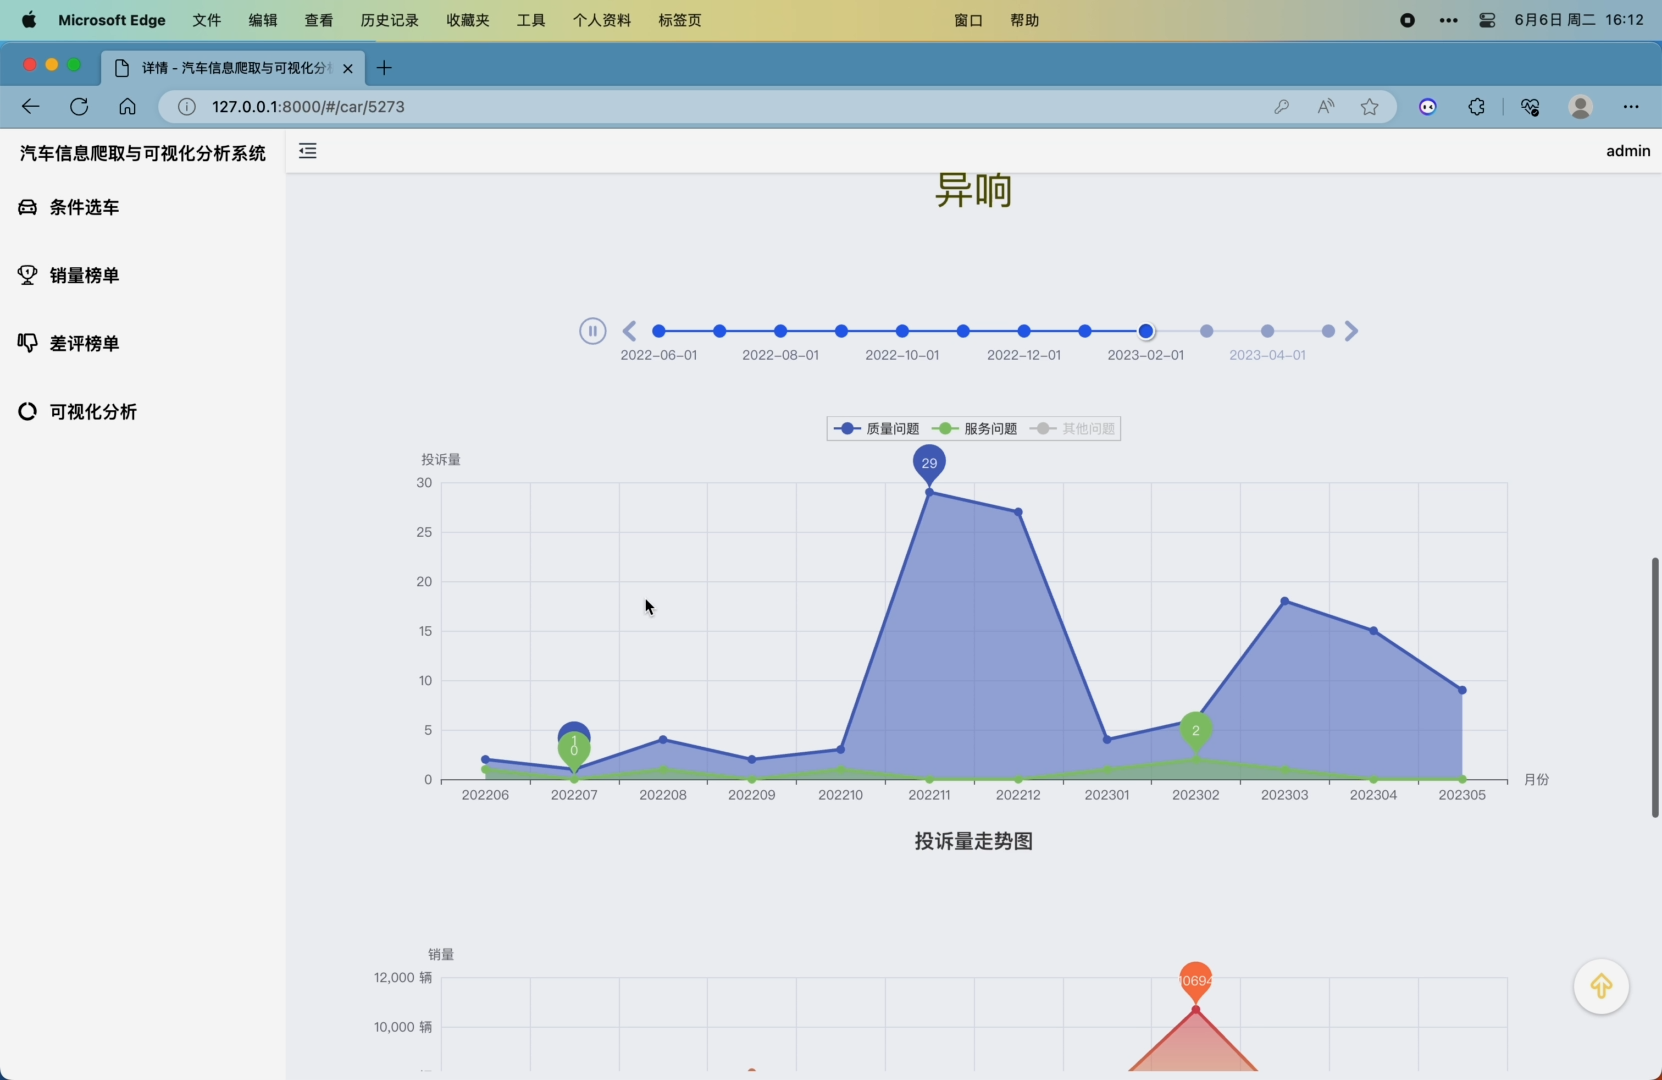 Microsoft Edge 文件 编辑 查看 历史记录 收藏夹 工具 个人资料 标签页 窗口 帮助 6月6日 周二 16:12
详情 - 汽车信息爬取与可视化分
127.0.0.1:8000/#/car/5273
汽车信息爬取与可视化分析系统 admin
条件选车
销量榜单
差评榜单
可视化分析
异响
2022-06-01 2022-08-01 2022-10-01 2022-12-01 2023-02-01 2023-04-01
质量问题 服务问题 其他问题
投诉量
29
30
25
20
15
10
5
0
1
0
2
202206 202207 202208 202209 202210 202211 202212 202301 202302 202303 202304 202305
月份
投诉量走势图
销量
12,000 辆
10694
10,000 辆